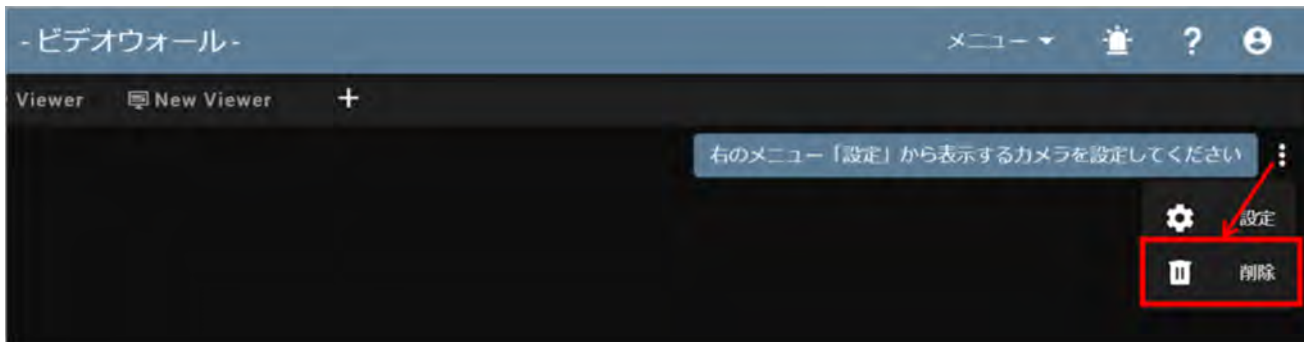 - ビデオウォール -
メニュー
?
Viewer
New Viewer
+
右のメニュー「設定」から表示するカメラを設定してください
設定
削除